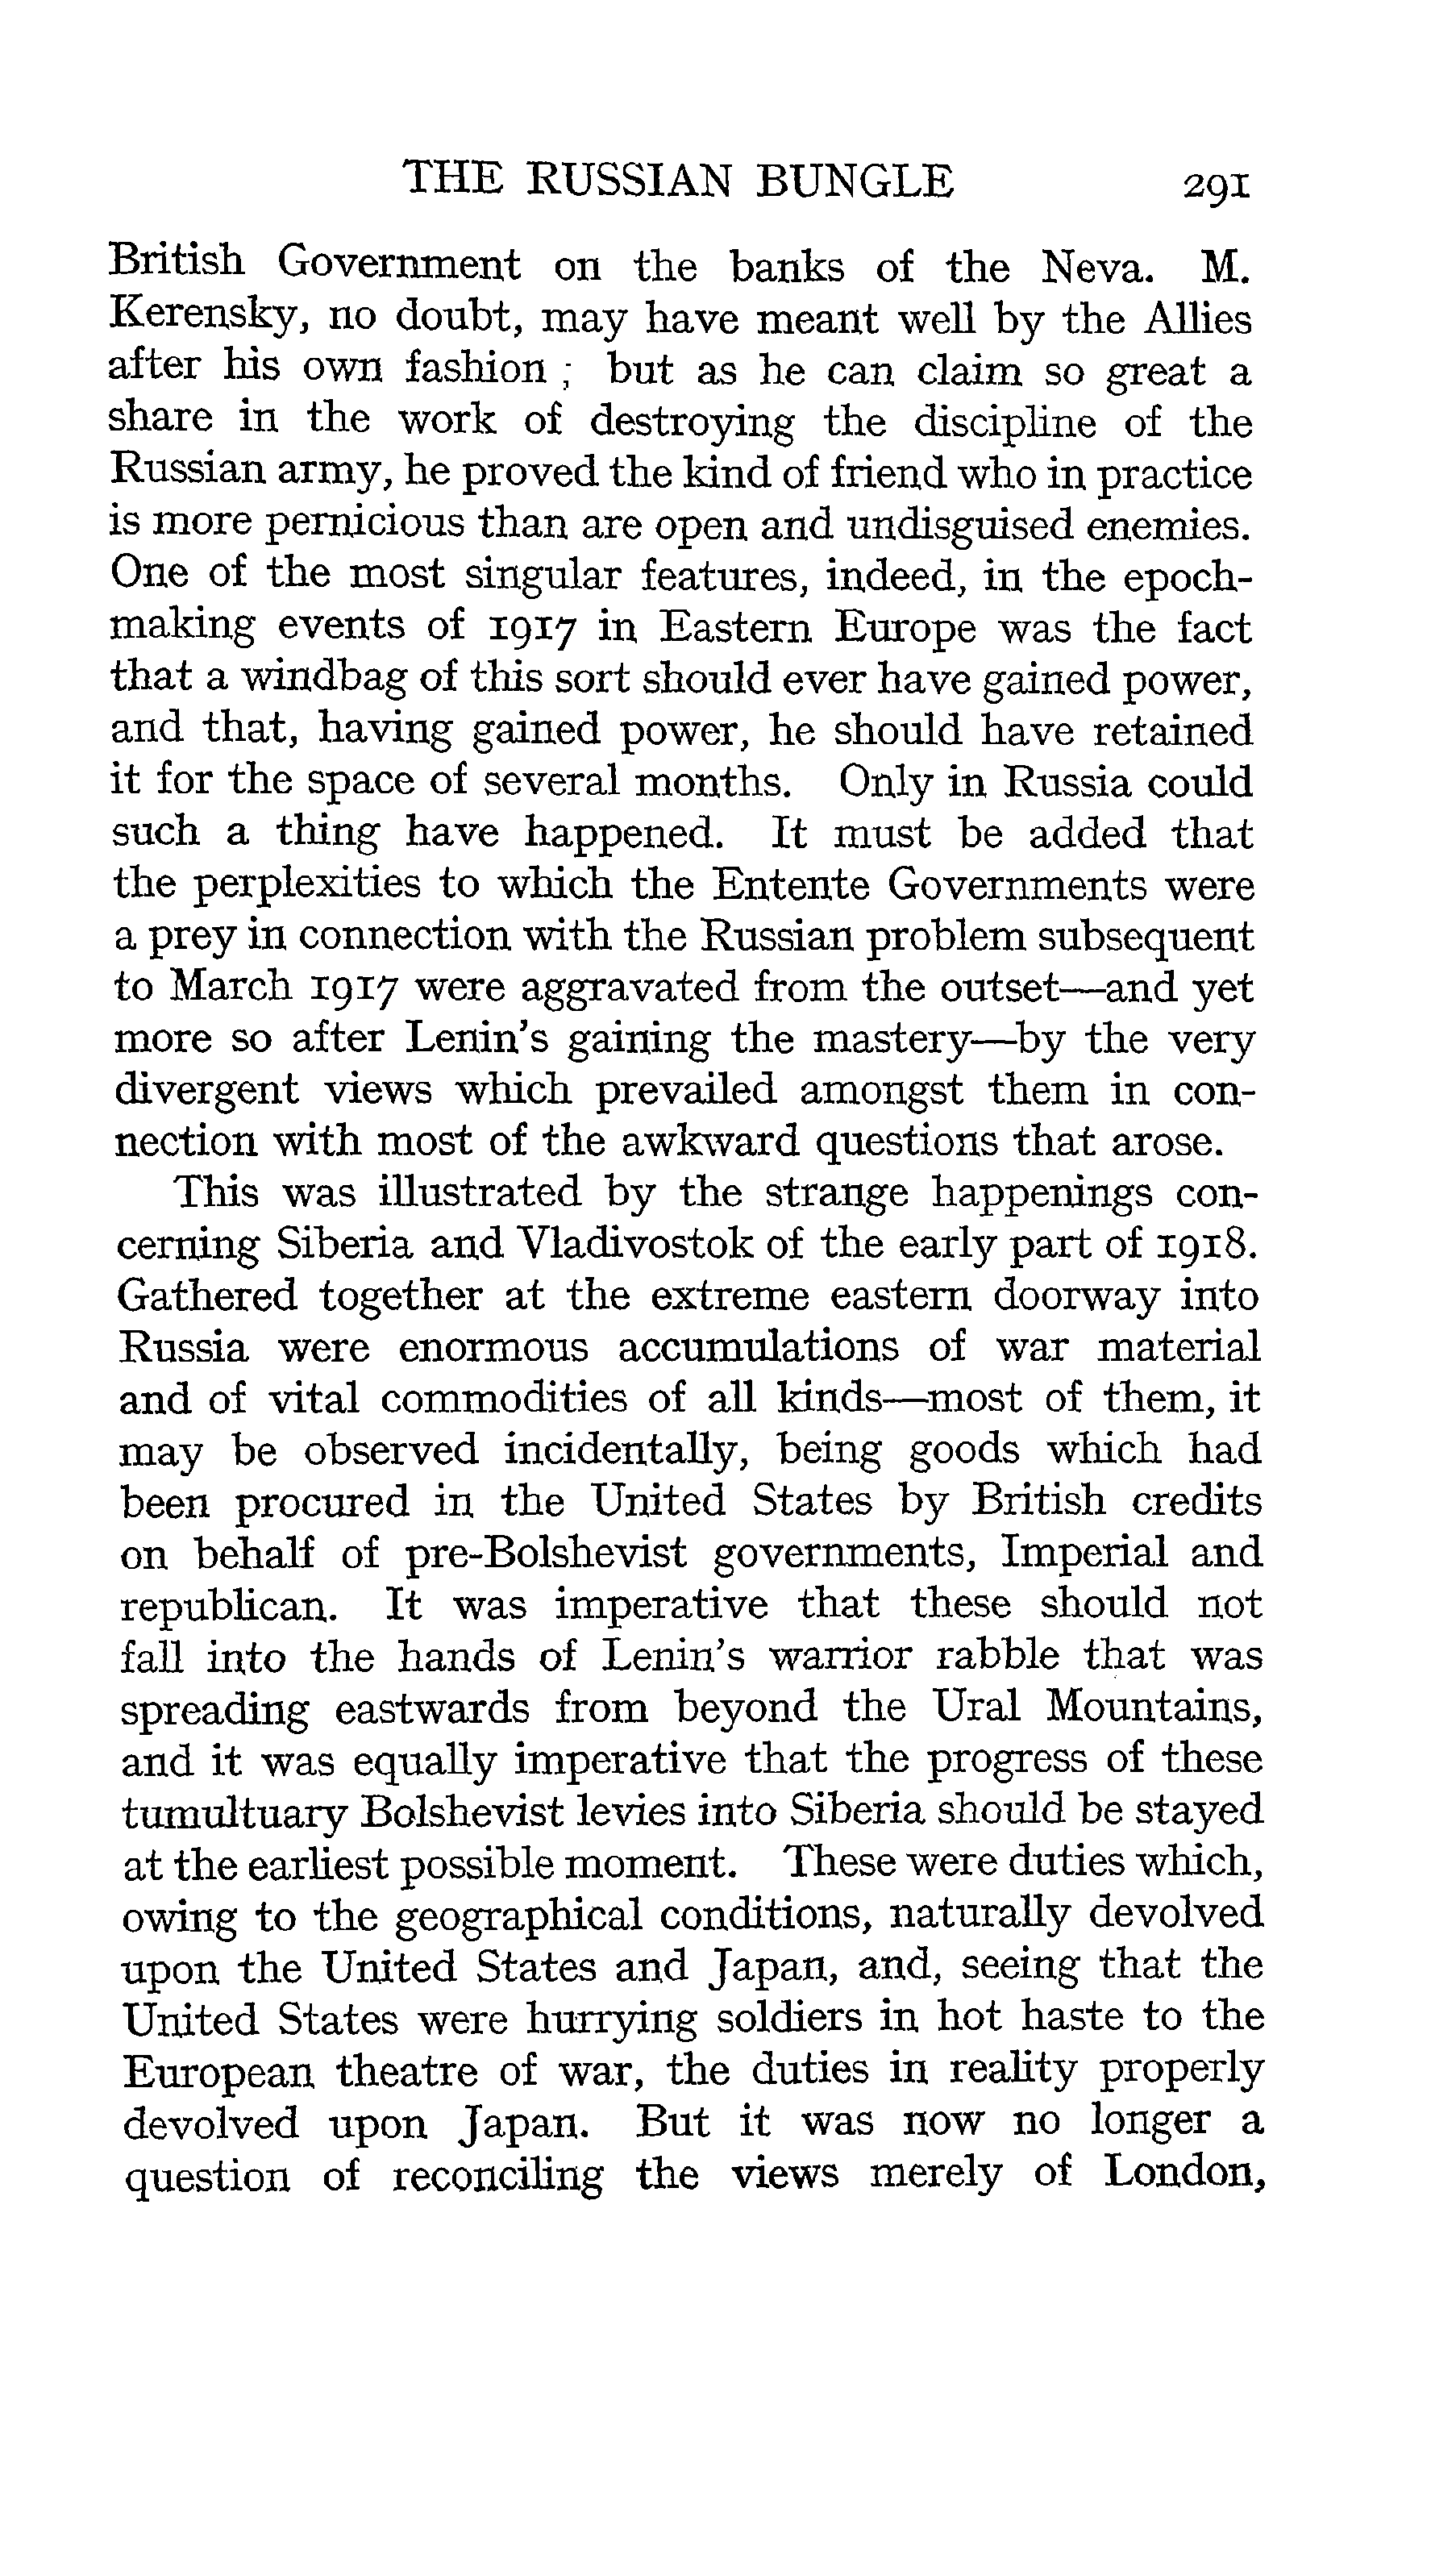 THE RUSSIAN BUNGLE 291
British Government on the banks of the Neva. M.
Kerensky, no doubt, may have meant well by the Allies
after his own fashion ; but as he can claim so great a
share in the work of destroying the discipline of the
Russian army, he proved the kind of friend who in practice
is more pernicious than are open and undisguised enemies.
One of the most singular features, indeed, in the epoch-
making events of 1917 in Eastern Europe was the fact
that a windbag of this sort should ever have gained power,
and that, having gained power, he should have retained
it for the space of several months. Only in Russia could
such a thing have happened. It must be added that
the perplexities to which the Entente Governments were
a prey in connection with the Russian problem subsequent
to March 1917 were aggravated from the outset—and yet
more so after Lenin's gaining the mastery—by the very
divergent views which prevailed amongst them in con-
nection with most of the awkward questions that arose.
This was illustrated by the strange happenings con-
cerning Siberia and Vladivostok of the early part of 1918.
Gathered together at the extreme eastern doorway into
Russia were enormous accumulations of war material
and of vital commodities of all kinds—most of them, it
may be observed incidentally, being goods which had
been procured in the United States by British credits
on behalf of pre-Bolshevist governments, Imperial and
republican. It was imperative that these should not
fall into the hands of Lenin's warrior rabble that was
spreading eastwards from beyond the Ural Mountains,
and it was equally imperative that the progress of these
tumultuary Bolshevist levies into Siberia should be stayed
at the earliest possible moment. These were duties which,
owing to the geographical conditions, naturally devolved
upon the United States and Japan, and, seeing that the
United States were hurrying soldiers in hot haste to the
European theatre of war, the duties in reality properly
devolved upon Japan. But it was now no longer a
question of reconciling the views merely of London,